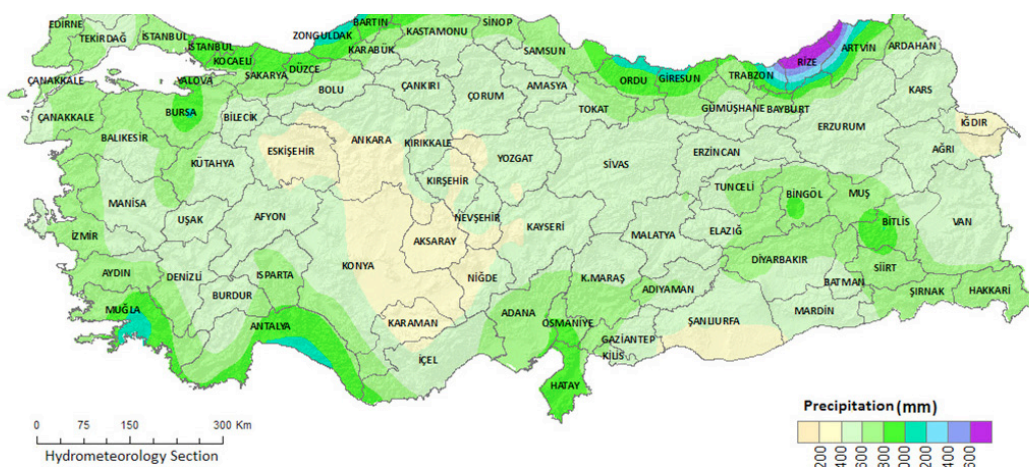 EDİRNE
TEKİRDAĞ
İSTANBUL
İSTANBUL
KOCAELİ
ZONGULDAK
BARTIN
KARABÜK
KASTAMONU
SİNOP
SAMSUN
ORDU
GİRESUN
TRABZON
RİZE
ARTVİN
ARDAHAN
ÇANAKKALE
YALOVA
SAKARYA
DÜZCE
BOLU
ÇANKIRI
ÇORUM
AMASYA
TOKAT
GÜMÜŞHANE
BAYBURT
KARS
ÇANAKKALE
BURSA
BİLECİK
ANKARA
KIRIKKALE
ERZURUM
IĞDIR
BALIKESİR
ESKİŞEHİR
YOZGAT
SİVAS
ERZİNCAN
AĞRI
KÜTAHYA
KIRŞEHİR
TUNCELİ
BİNGÖL
MUŞ
MANİSA
UŞAK
AFYON
NEVŞEHİR
KAYSERİ
MALATYA
ELAZIĞ
BİTLİS
VAN
İZMİR
AKSARAY
DİYARBAKIR
SİİRT
AYDIN
DENİZLİ
ISPARTA
KONYA
NİĞDE
K.MARAŞ
ADIYAMAN
BATMAN
ŞIRNAK
HAKKARİ
MUĞLA
BURDUR
ANTALYA
KARAMAN
ADANA
OSMANİYE
GAZİANTEP
ŞANLIURFA
MARDİN
İÇEL
KİLİS
HATAY
0 75 150 300 Km
Hydrometeorology Section
Precipitation (mm)
200
400
600
800